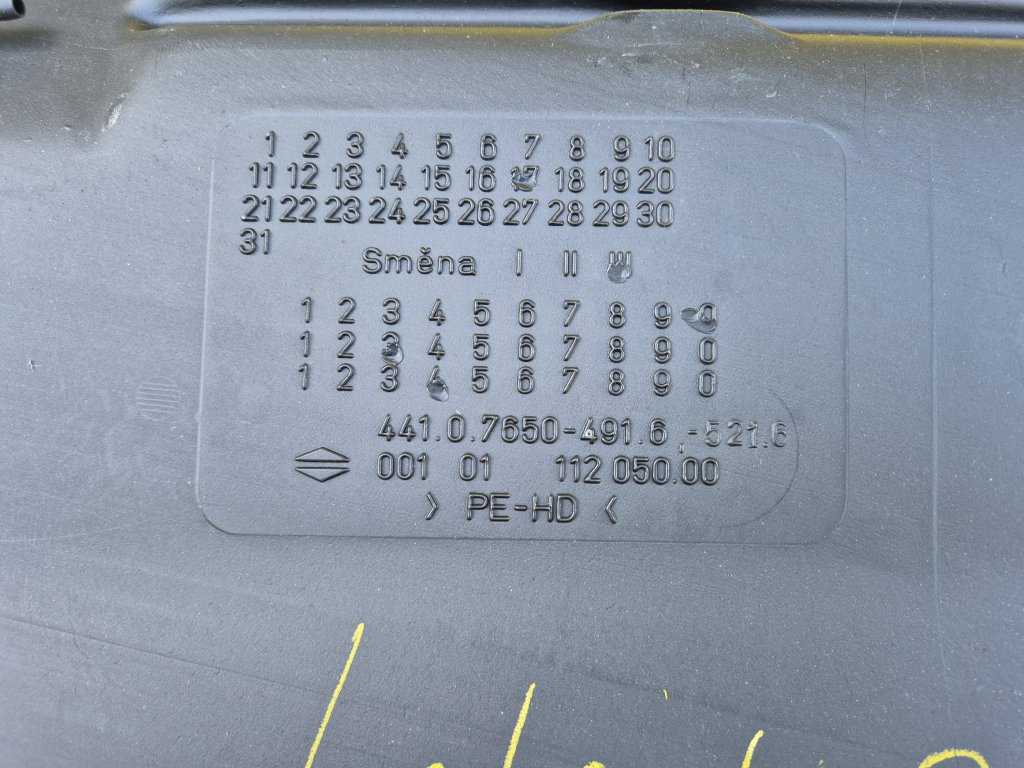 1 2 3 4 5 6 7 8 9 10
11 12 13 14 15 16 17 18 19 20
21 22 23 24 25 26 27 28 29 30
31
Směna I II III
1 2 3 4 5 6 7 8 9 0
1 2 3 4 5 6 7 8 9 0
1 2 3 4 5 6 7 8 9 0
441.0.7650-491.6,-521.6
001 01 112 050.00
> PE-HD <